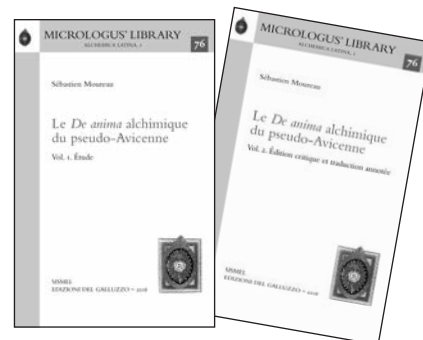 MICROLOGUS' LIBRARY
ALCHEMICA LATINA, 1
76
Sébastien Moureau
Le De anima alchimique
du pseudo-Avicenne
Vol. 1. Étude
SISMEL
EDIZIONI DEL GALLUZZO • 2016
MICROLOGUS' LIBRARY
ALCHEMICA LATINA, 1
76
Sébastien Moureau
Le De anima alchimique
du pseudo-Avicenne
Vol. 2. Édition critique et traduction annotée
SISMEL
EDIZIONI DEL GALLUZZO • 2016